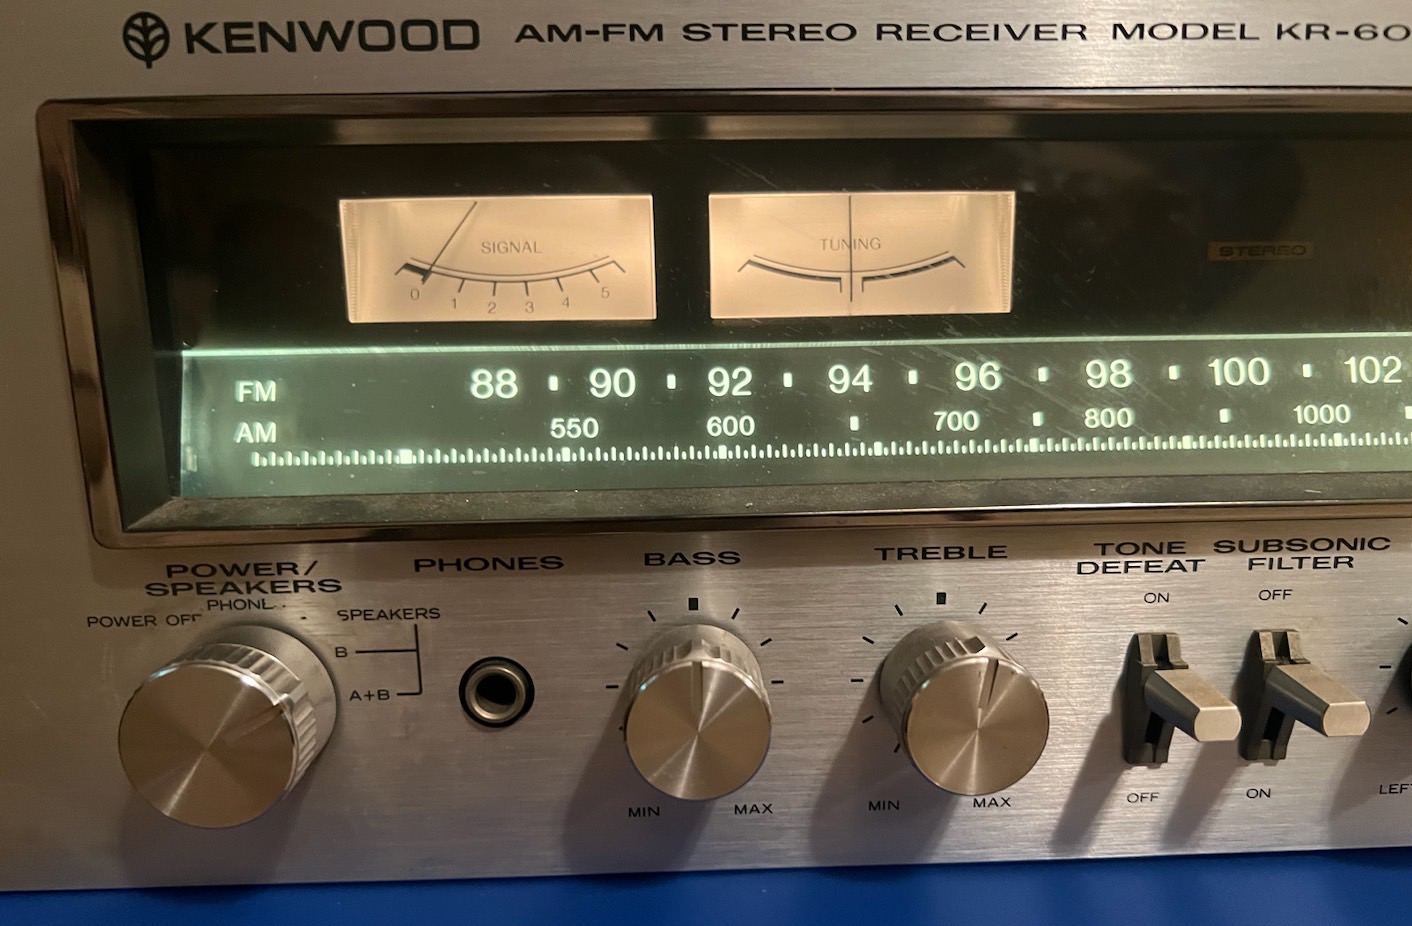 KENWOOD AM-FM STEREO RECEIVER MODEL KR-60
SIGNAL
0 1 2 3 4 5
TUNING
STEREO
FM 88 90 92 94 96 98 100 102
AM 550 600 700 800 1000
POWER/
SPEAKERS
POWER OFF
SPEAKERS
B
A+B
PHONES
BASS
MIN MAX
TREBLE
MIN MAX
TONE
DEFEAT
ON
OFF
SUBSONIC
FILTER
OFF
ON